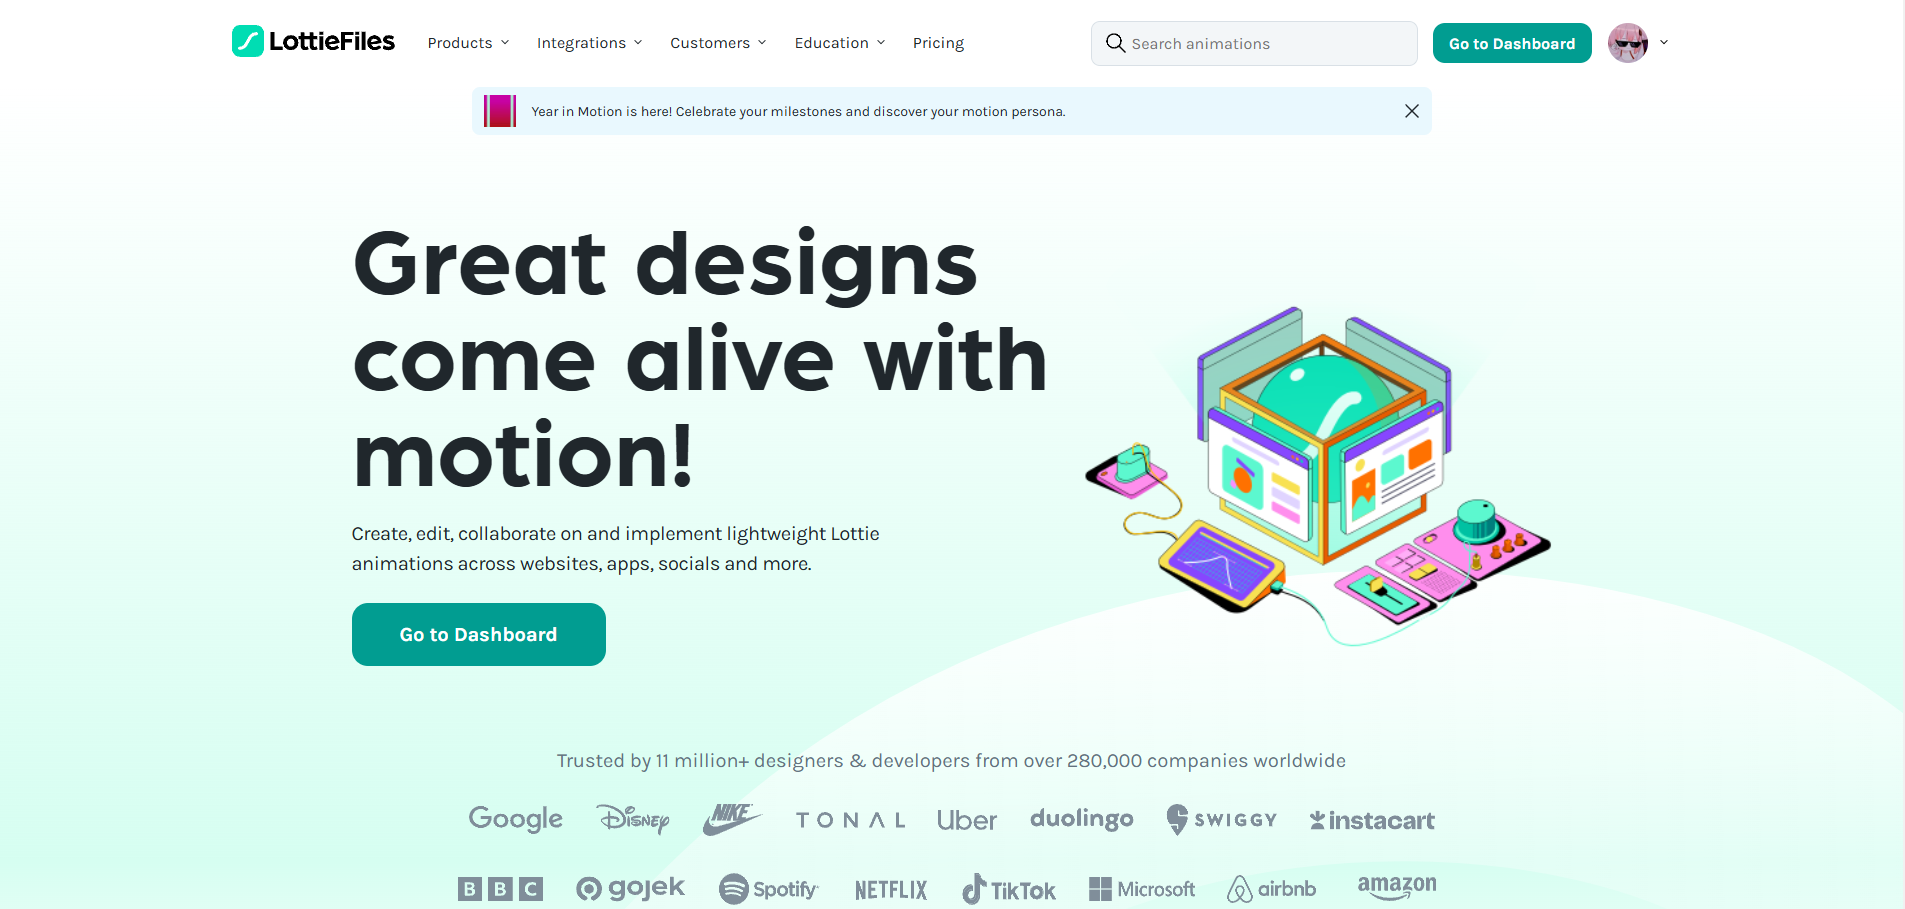 LottieFiles Products Integrations Customers Education Pricing Search animations Go to Dashboard
Year in Motion is here! Celebrate your milestones and discover your motion persona.
Great designs
come alive with
motion!
Create, edit, collaborate on and implement lightweight Lottie
animations across websites, apps, socials and more.
Go to Dashboard
Trusted by 11 million+ designers & developers from over 280,000 companies worldwide
Google Disney NIKE TONAL Uber duolingo SWIGGY instacart
BBC gojek Spotify NETFLIX TikTok Microsoft airbnb amazon